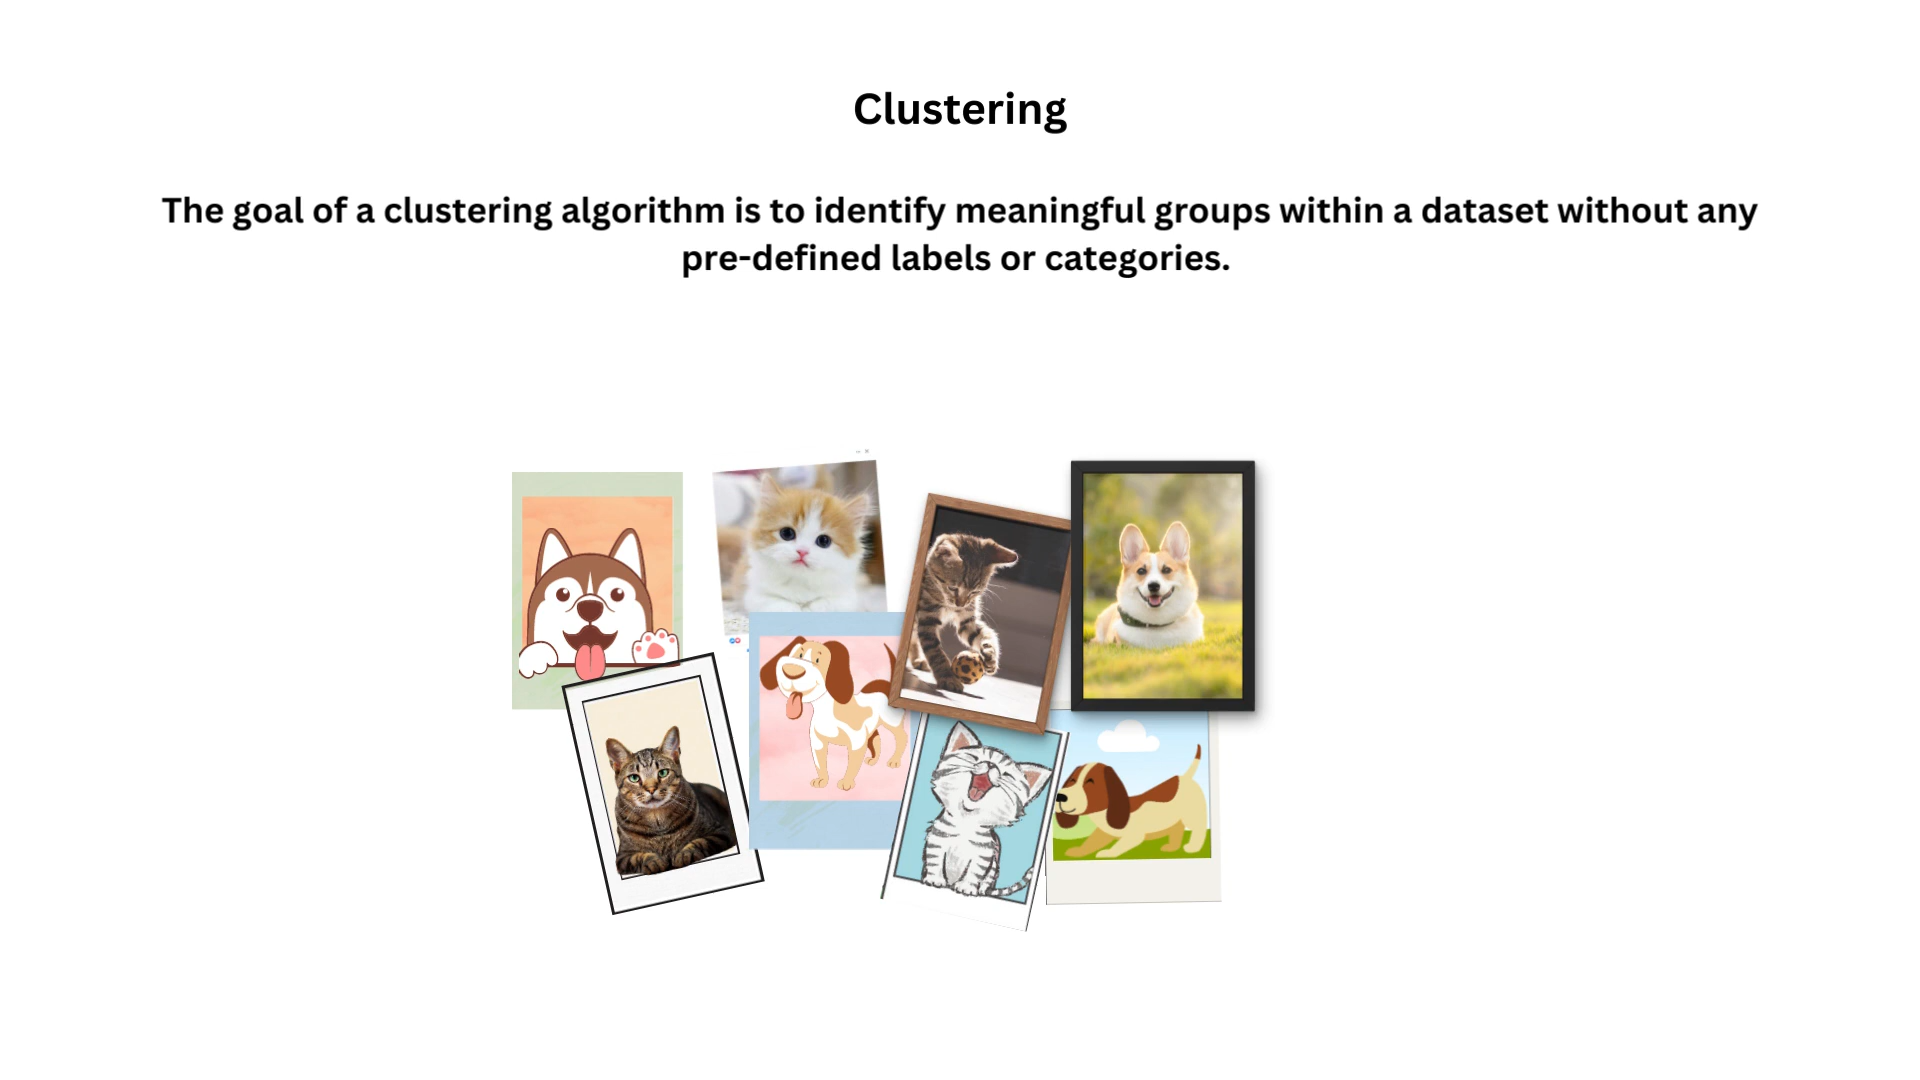 Clustering
The goal of a clustering algorithm is to identify meaningful groups within a dataset without any
pre-defined labels or categories.